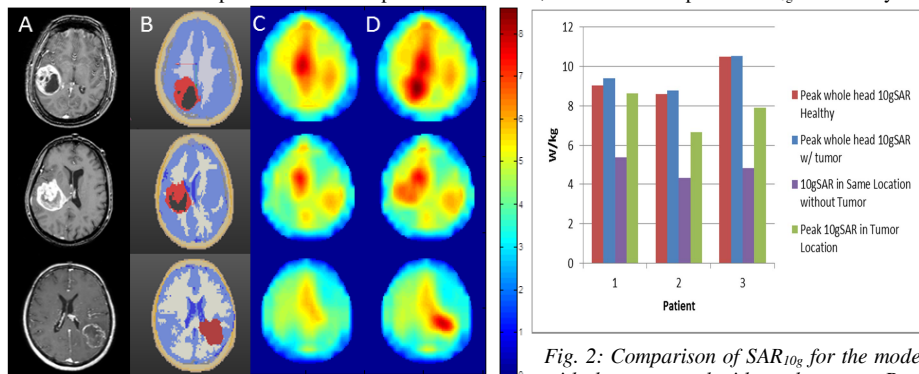 A B C D
8
7
6
5
4
3
2
1
12
10
8
6
4
2
0
W/kg
1 2 3
Patient
Peak whole head 10gSAR
Healthy
Peak whole head 10gSAR
w/ tumor
10gSAR in Same Location
without Tumor
Peak 10gSAR in Tumor
Location
Fig. 2: Comparison of SAR10g for the mode